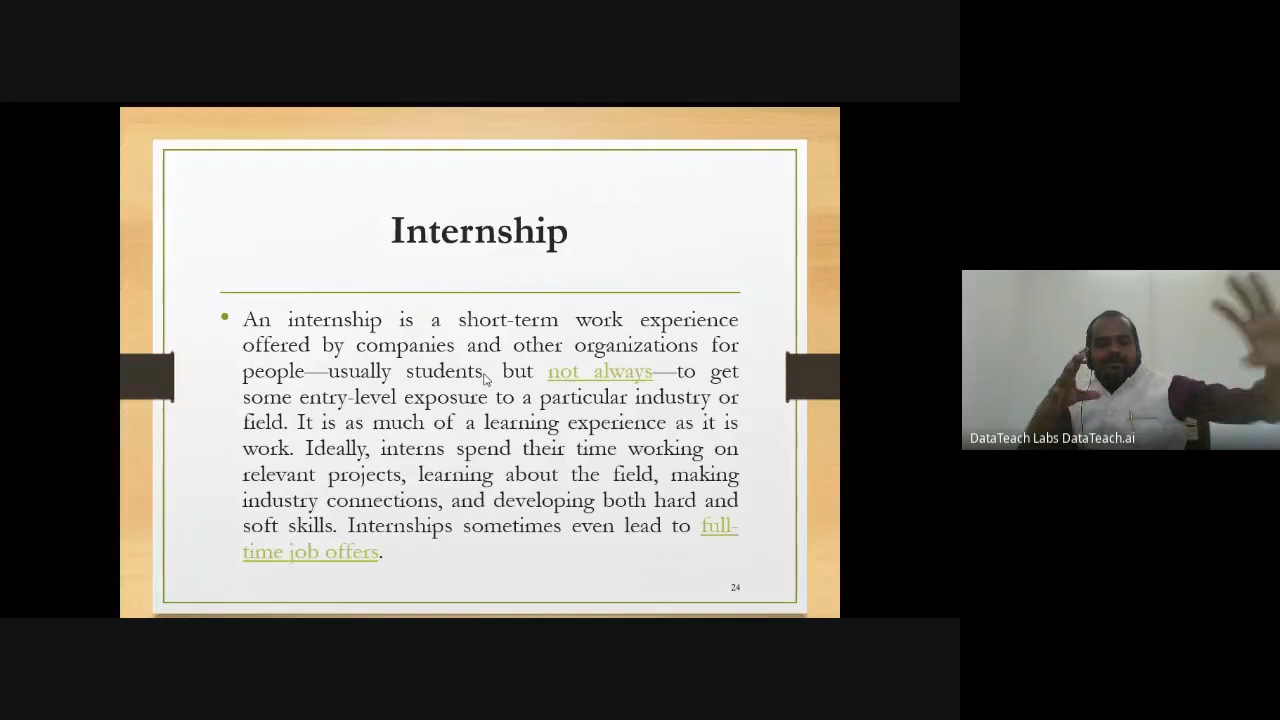 Internship
• An internship is a short-term work experience
offered by companies and other organizations for
people—usually students, but not always—to get
some entry-level exposure to a particular industry or
field. It is as much of a learning experience as it is
work. Ideally, interns spend their time working on
relevant projects, learning about the field, making
industry connections, and developing both hard and
soft skills. Internships sometimes even lead to full-
time job offers.
24
DataTeach Labs DataTeach.ai